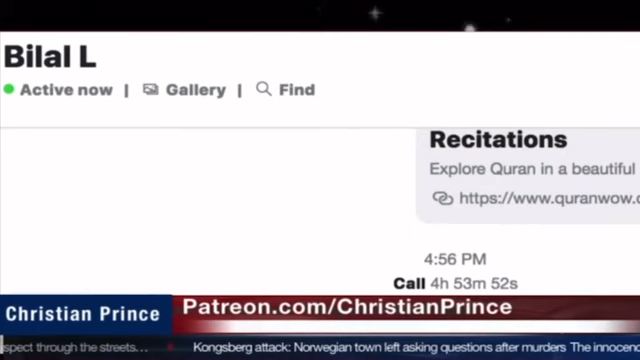 Bilal L
Active now | Gallery | Find
Recitations
Explore Quran in a beautiful
https://www.quranwow.
4:56 PM
Call 4h 53m 52s
Christian Prince
Patreon.com/ChristianPrince
spect through the streets... Kongsberg attack: Norwegian town left asking questions after murders The innocenc